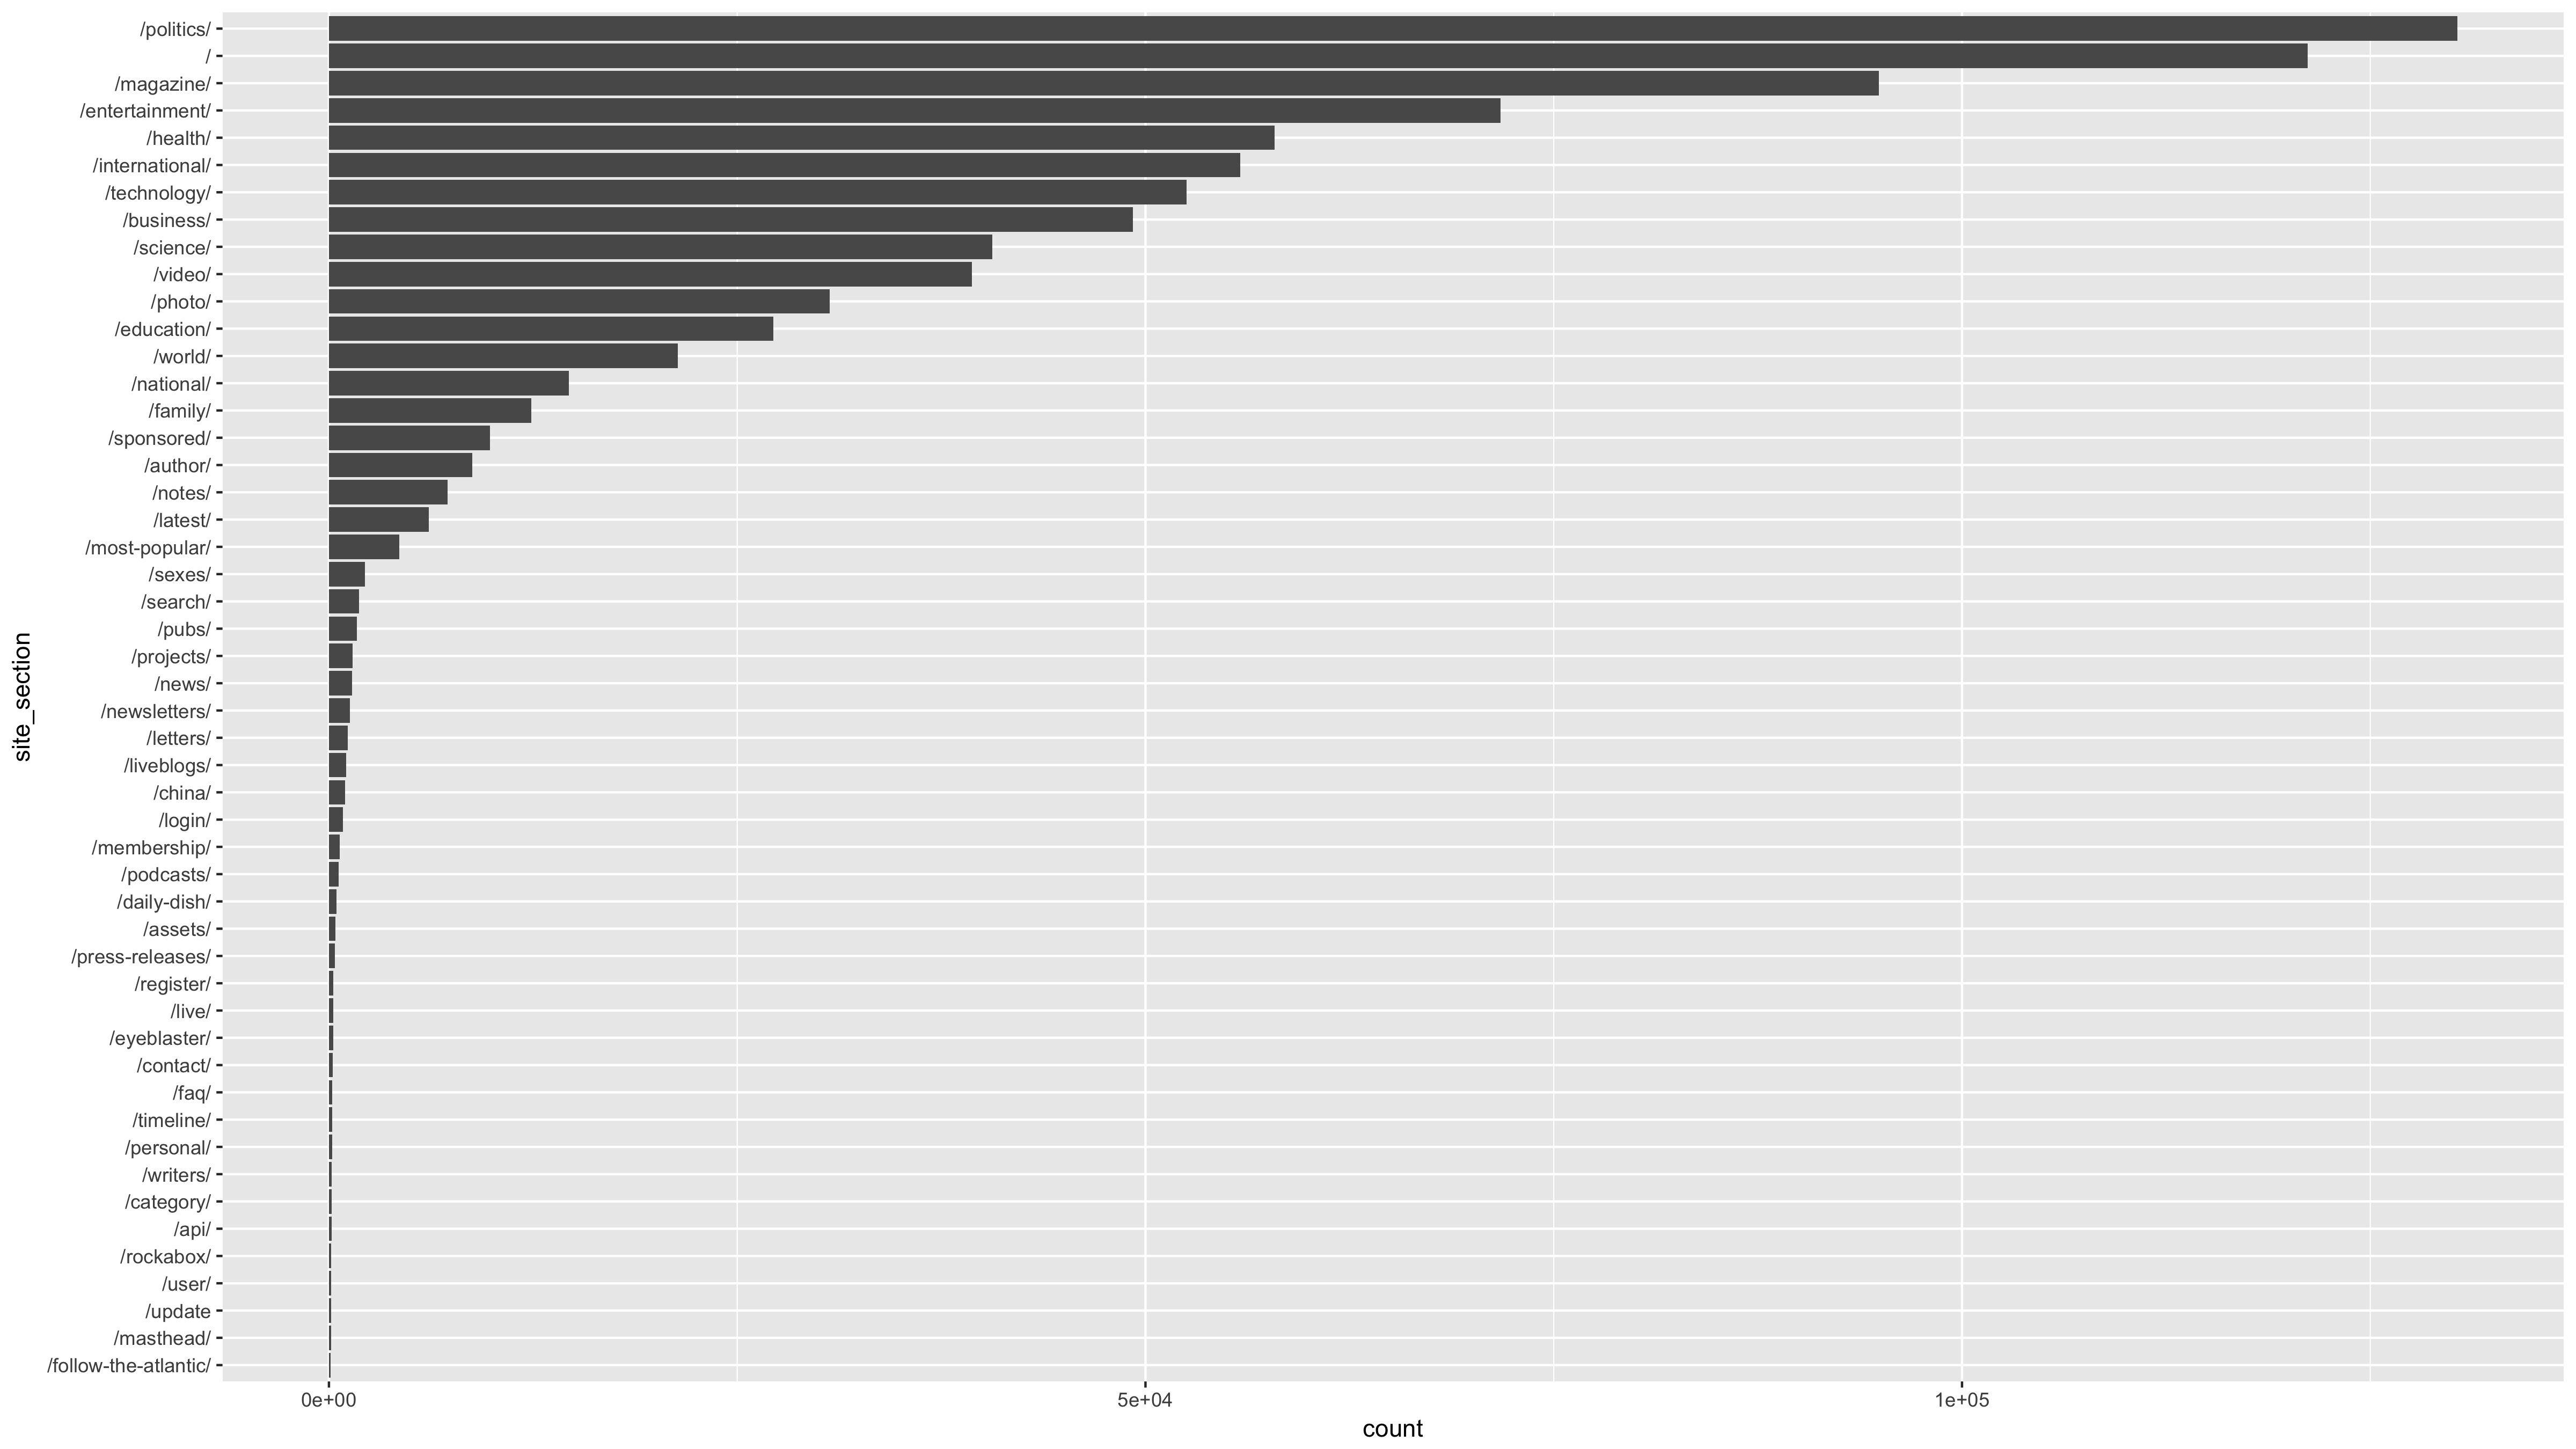 /politics/
/
/magazine/
/entertainment/
/health/
/international/
/technology/
/business/
/science/
/video/
/photo/
/education/
/world/
/national/
/family/
/sponsored/
/author/
/notes/
/latest/
/most-popular/
/sexes/
/search/
/pubs/
/projects/
/news/
/newsletters/
/letters/
/liveblogs/
/china/
/login/
/membership/
/podcasts/
/daily-dish/
/assets/
/press-releases/
/register/
/live/
/eyeblaster/
/contact/
/faq/
/timeline/
/personal/
/writers/
/category/
/api/
/rockabox/
/user/
/update
/masthead/
/follow-the-atlantic/
site_section
0e+00 5e+04 1e+05
count